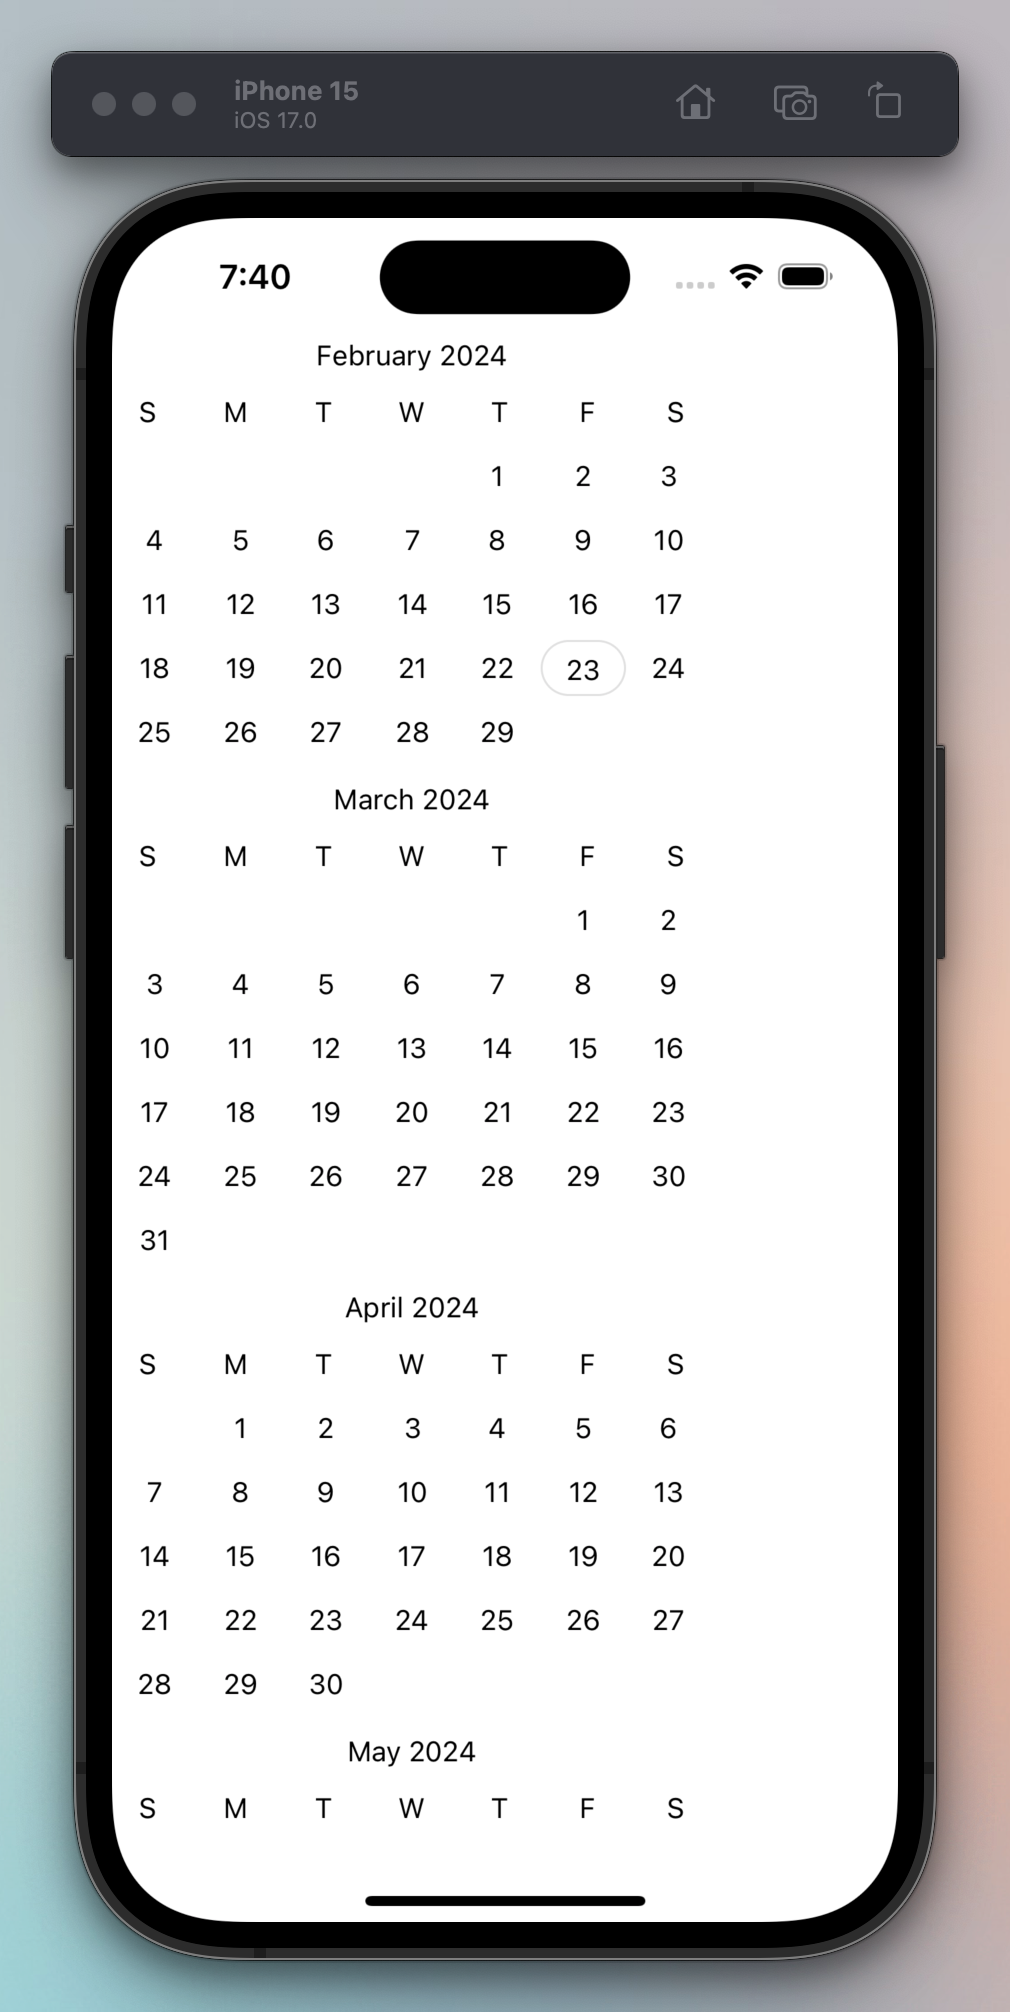 iPhone 15
iOS 17.0
7:40
February 2024
S M T W T F S
1 2 3
4 5 6 7 8 9 10
11 12 13 14 15 16 17
18 19 20 21 22 23 24
25 26 27 28 29
March 2024
S M T W T F S
1 2
3 4 5 6 7 8 9
10 11 12 13 14 15 16
17 18 19 20 21 22 23
24 25 26 27 28 29 30
31
April 2024
S M T W T F S
1 2 3 4 5 6
7 8 9 10 11 12 13
14 15 16 17 18 19 20
21 22 23 24 25 26 27
28 29 30
May 2024
S M T W T F S